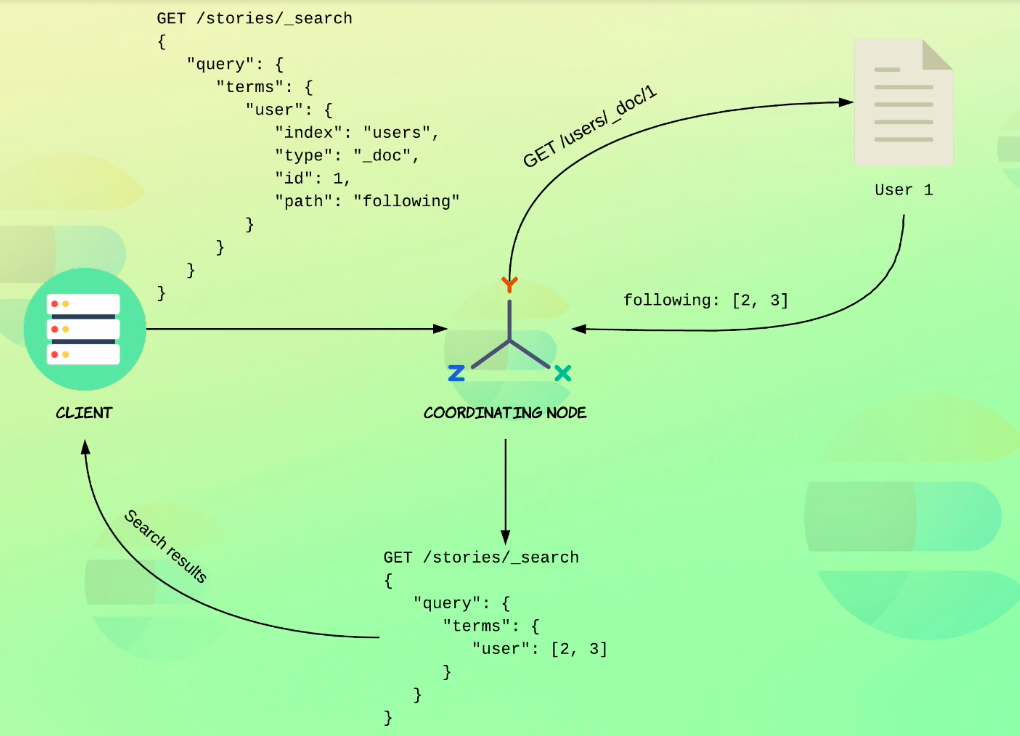 GET /stories/_search
{
   "query": {
      "terms": {
         "user": {
            "index": "users",
            "type": "_doc",
            "id": 1,
            "path": "following"
         }
      }
   }
}
GET /users/_doc/1
User 1
following: [2, 3]
Y
Z
X
CLIENT
COORDINATING NODE
Search results
GET /stories/_search
{
   "query": {
      "terms": {
         "user": [2, 3]
      }
   }
}